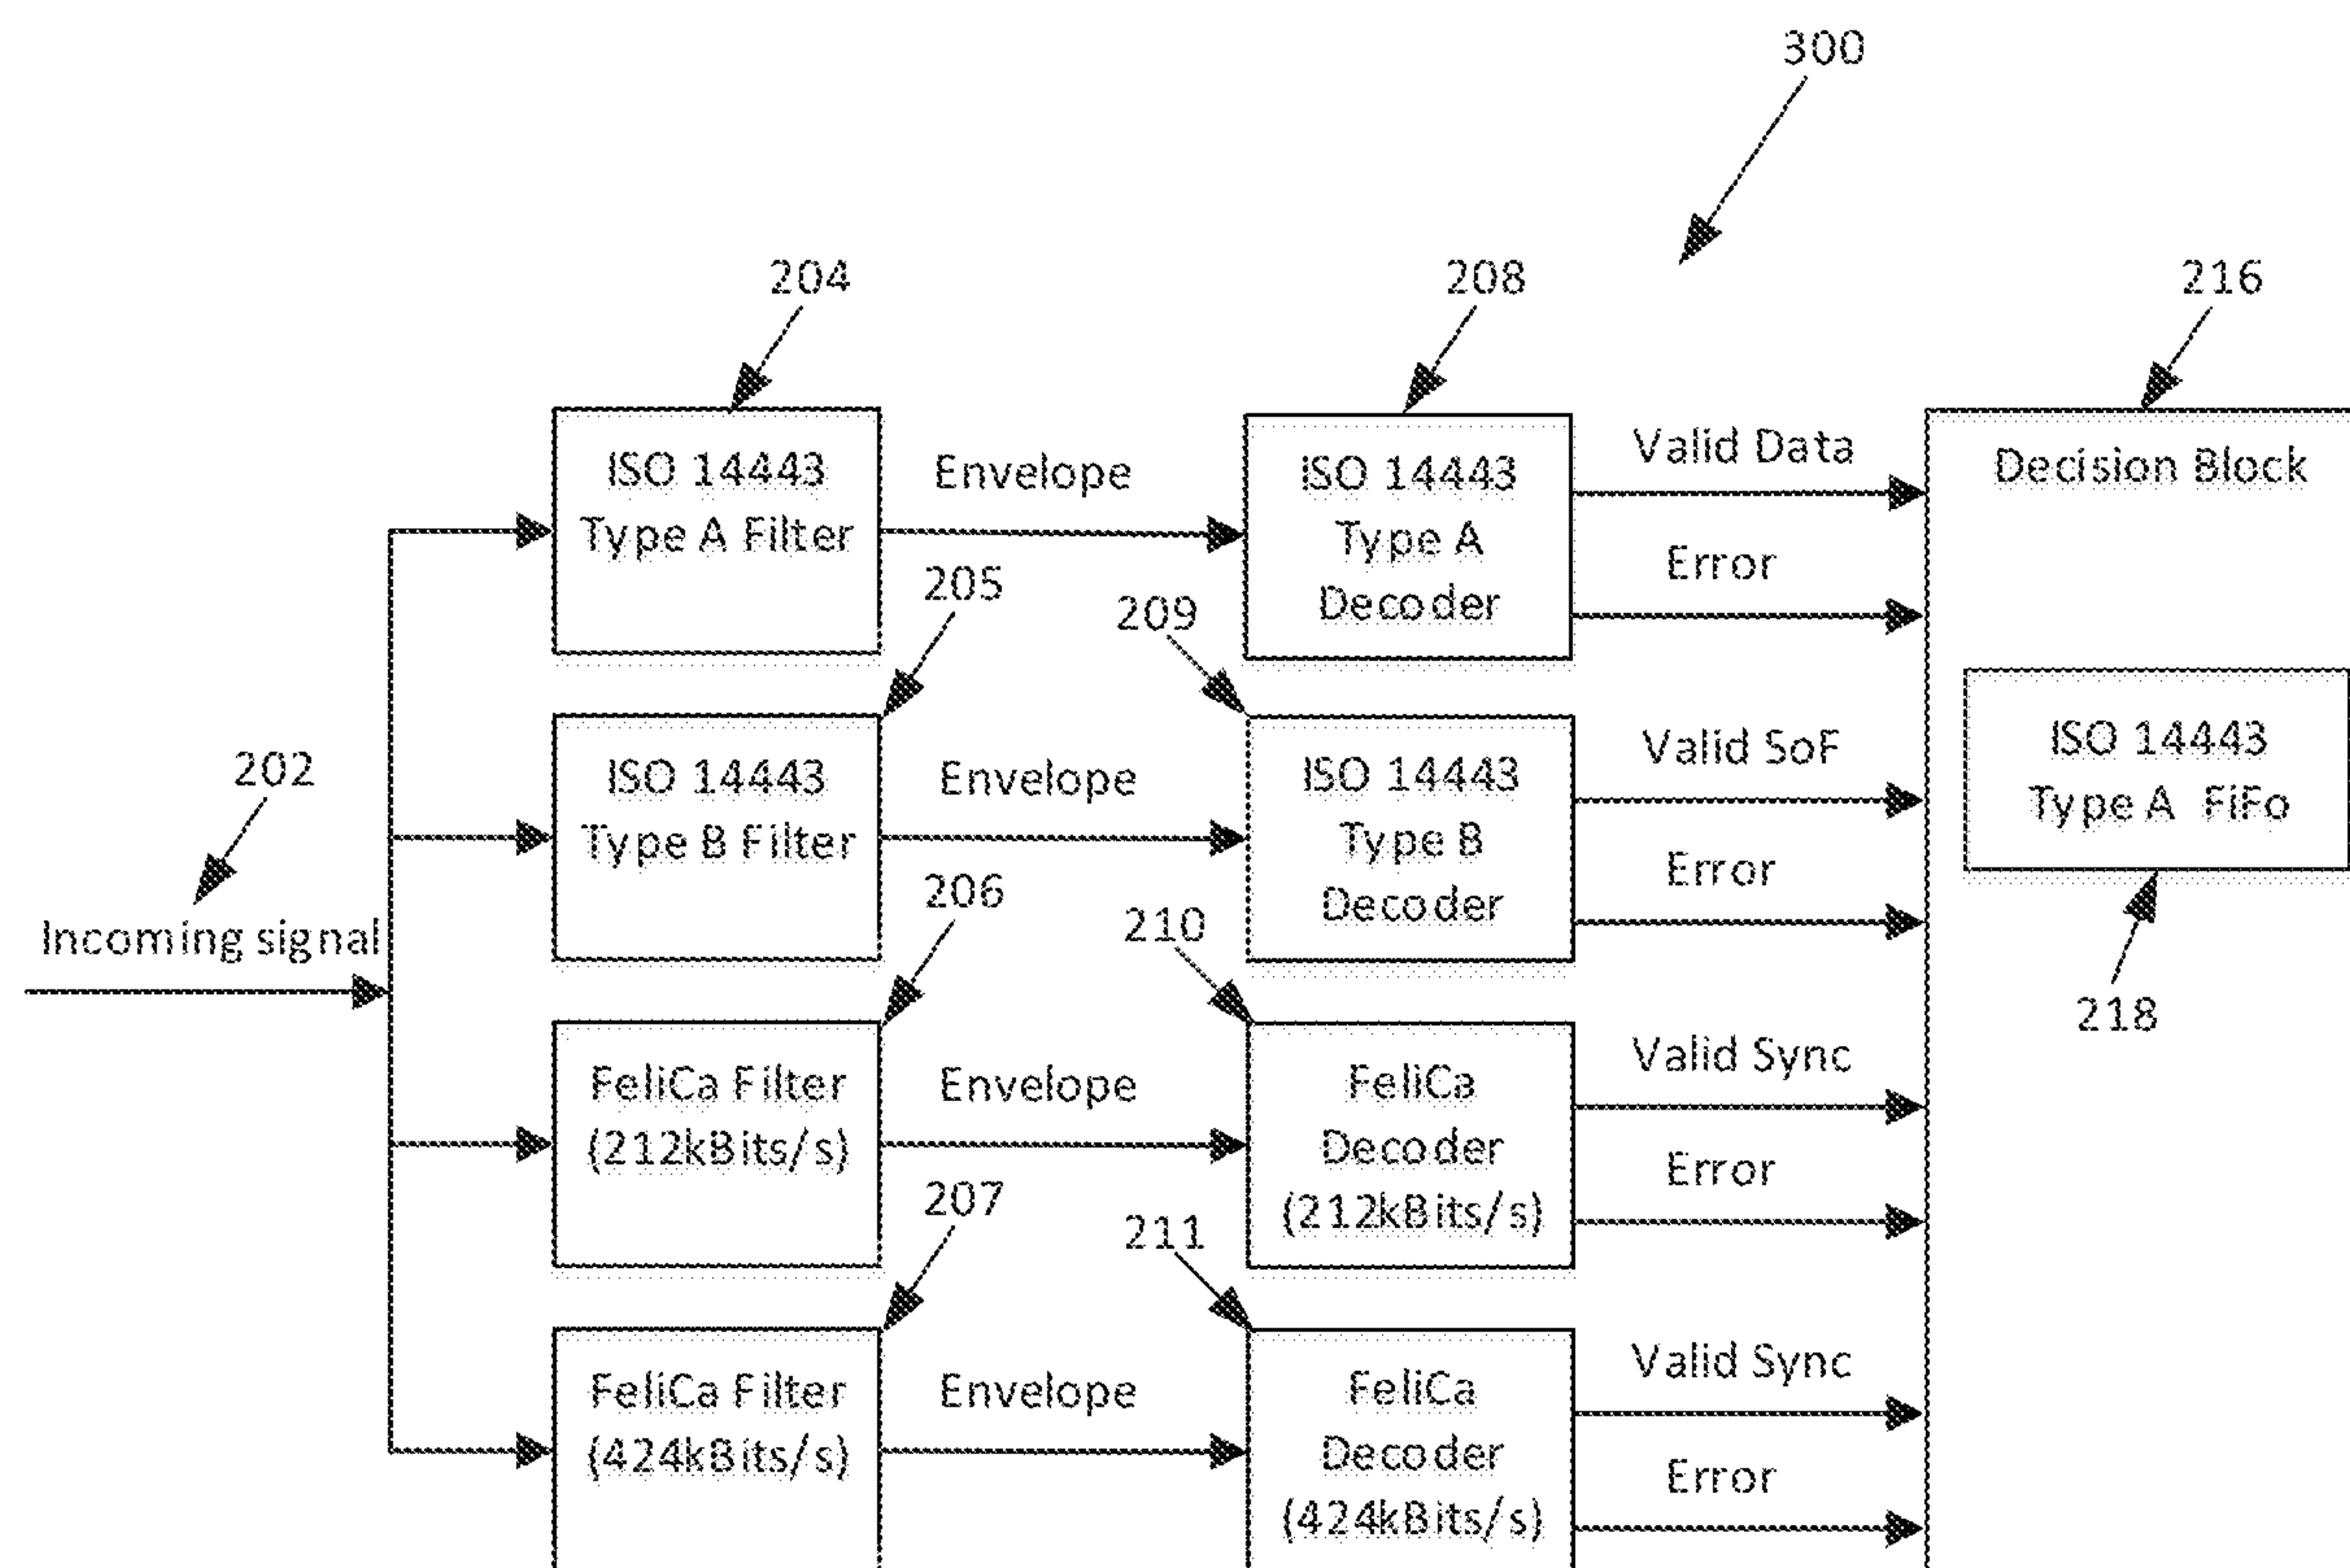 300
204
208
216
ISO 14443
Type A Filter
Envelope
ISO 14443
Type A
Decoder
Valid Data
Error
Decision Block
205
209
ISO 14443
Type B Filter
Envelope
ISO 14443
Type B
Decoder
Valid SoF
Error
ISO 14443
Type A FiFo
218
202
Incoming signal
206
210
FeliCa Filter
(212kBits/s)
Envelope
FeliCa
Decoder
(212kBits/s)
Valid Sync
Error
207
211
FeliCa Filter
(424kBits/s)
Envelope
FeliCa
Decoder
(424kBits/s)
Valid Sync
Error